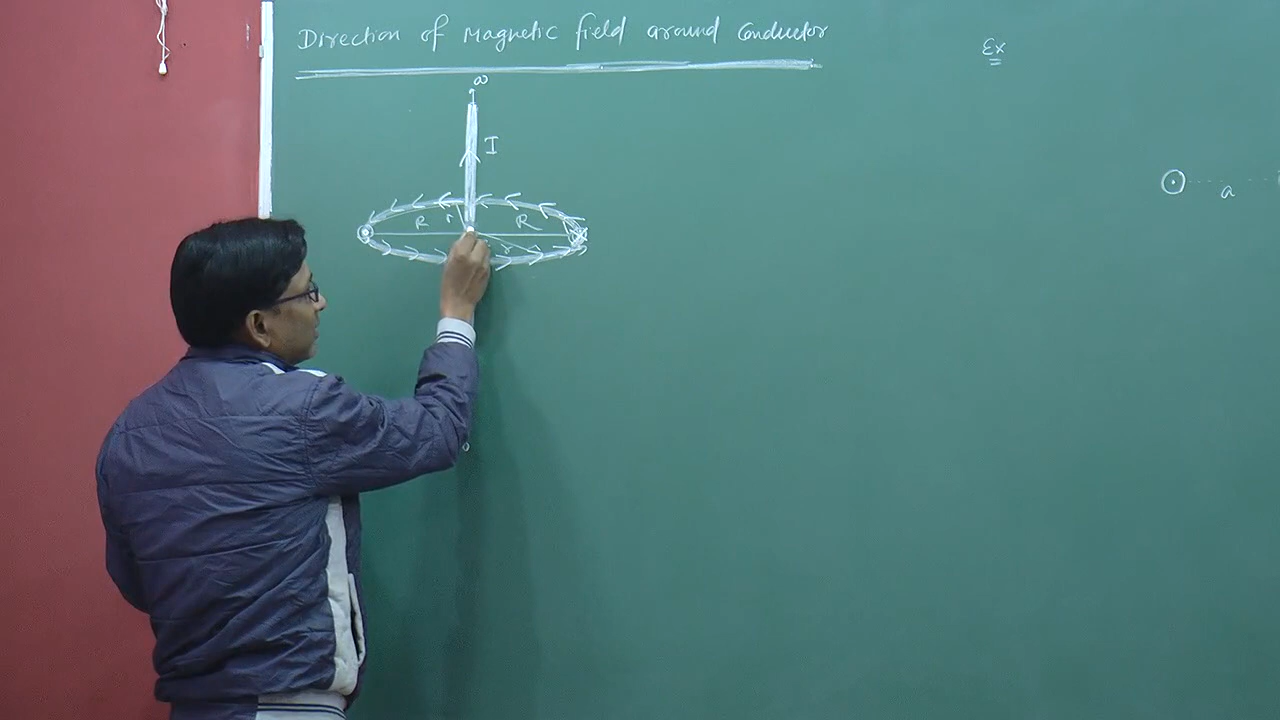 Direction of Magnetic field around Conductor
Ex
∞
I
R r R
r
a